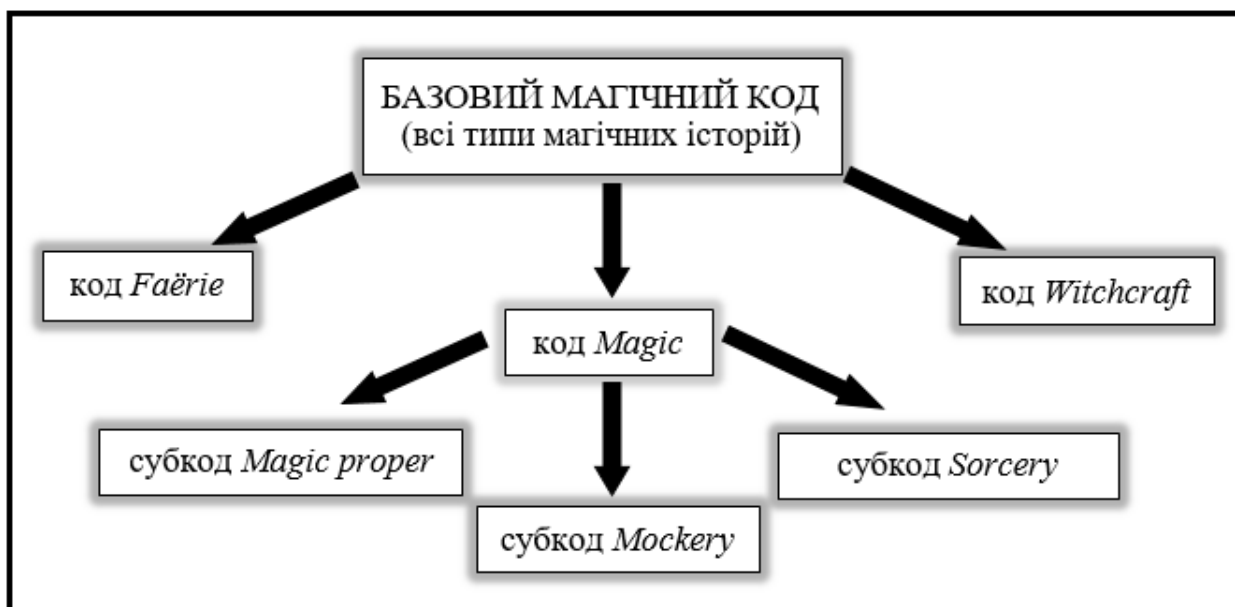 БАЗОВИЙ МАГІЧНИЙ КОД
(всі типи магічних історій)
код Faërie
код Witchcraft
код Magic
субкод Magic proper
субкод Sorcery
субкод Mockery